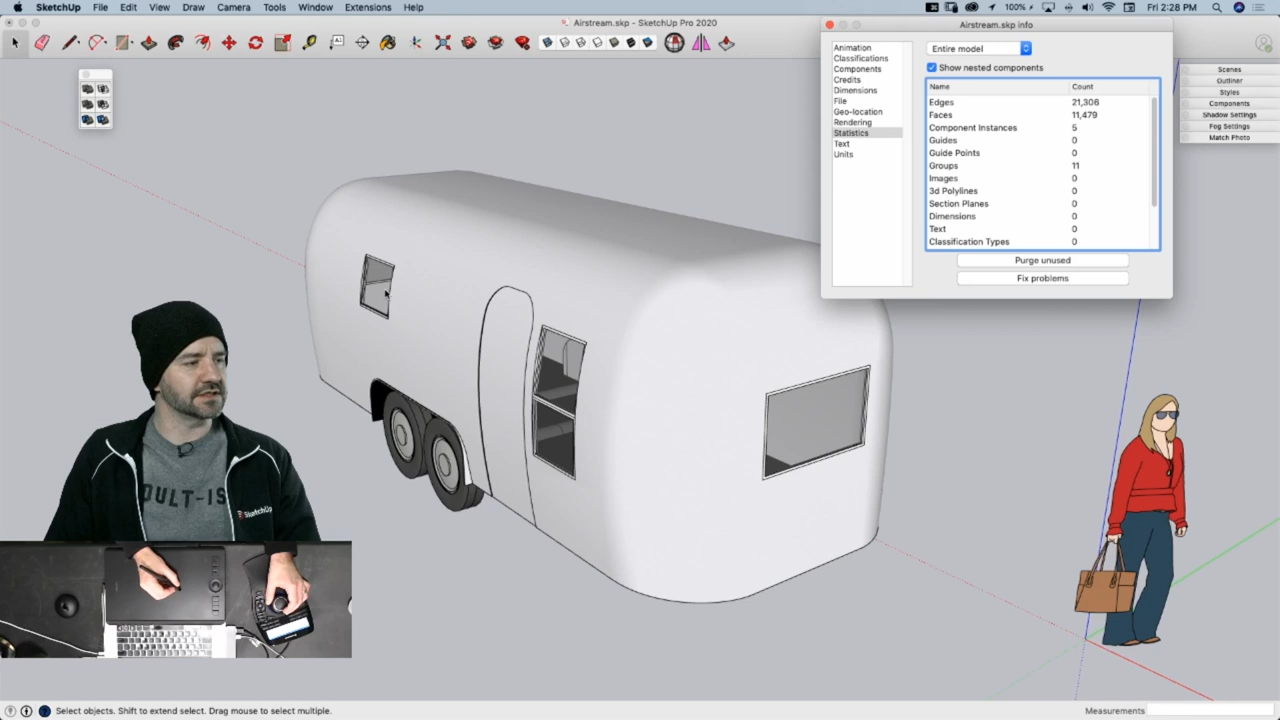 SketchUp File Edit View Draw Camera Tools Window Extensions Help
100% Fri 2:28 PM
Airstream.skp - SketchUp Pro 2020
Airstream.skp info
Animation
Classifications
Components
Credits
Dimensions
File
Geo-location
Rendering
Statistics
Text
Units
Entire model
Show nested components
Name Count
Edges 21,306
Faces 11,479
Component Instances 5
Guides 0
Guide Points 0
Groups 11
Images 0
3d Polylines 0
Section Planes 0
Dimensions 0
Text 0
Classification Types 0
Purge unused
Fix problems
Scenes
Outliner
Styles
Components
Shadow Settings
Fog Settings
Match Photo
OULT-IS
SketchUp
Select objects. Shift to extend select. Drag mouse to select multiple.
Measurements